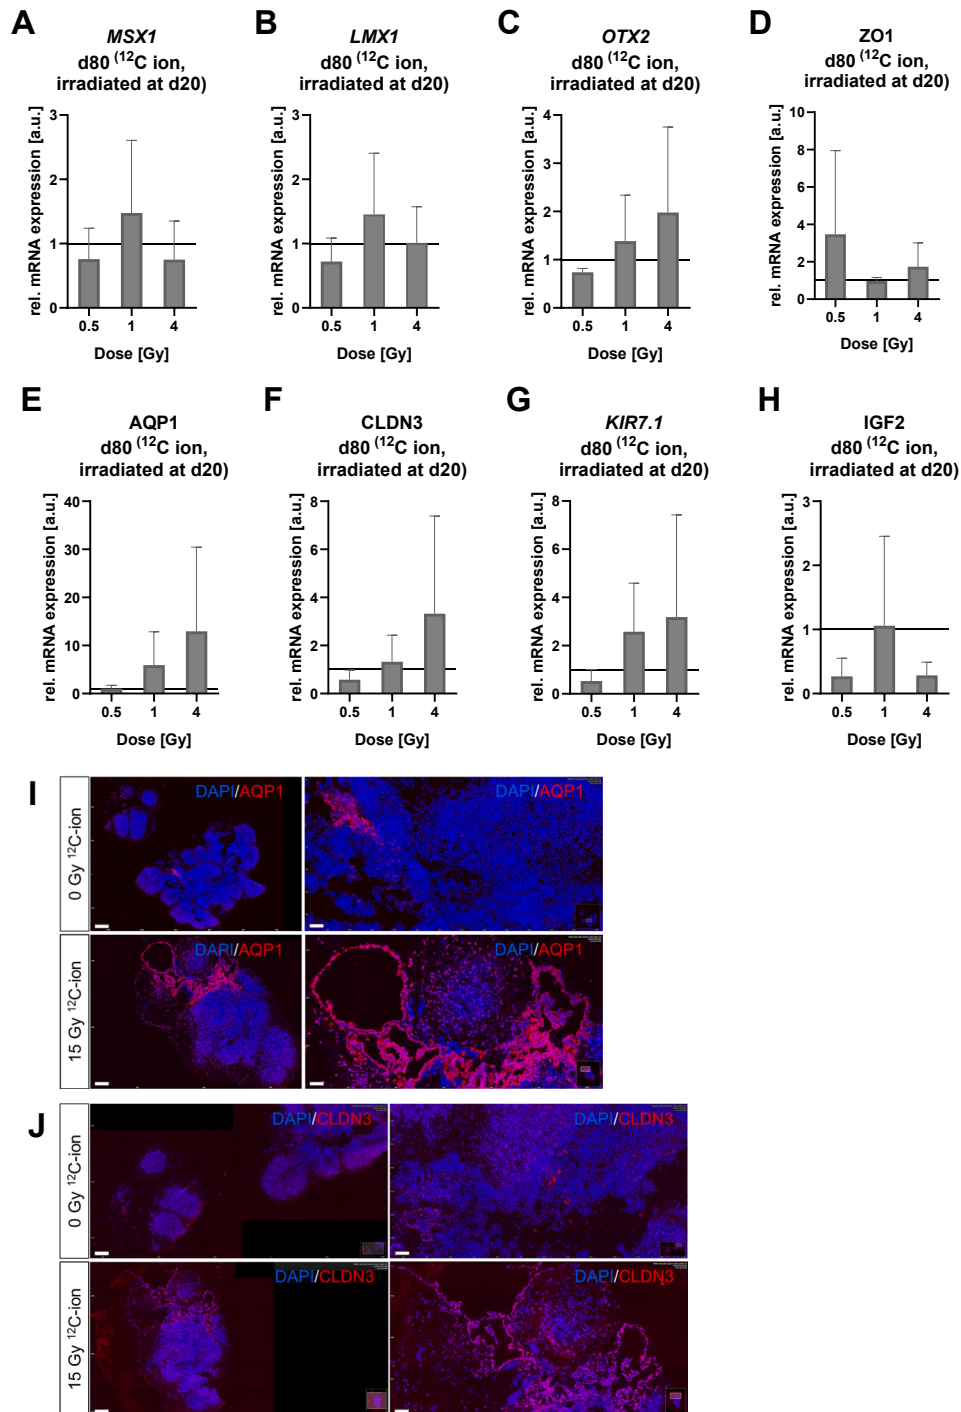 A
MSX1
d80 (12C ion,
irradiated at d20)
rel. mRNA expression [a.u.]
3
2
1
0
0.5 1 4
Dose [Gy]
B
LMX1
d80 (12C ion,
irradiated at d20)
rel. mRNA expression [a.u.]
3
2
1
0
0.5 1 4
Dose [Gy]
C
OTX2
d80 (12C ion,
irradiated at d20)
rel. mRNA expression [a.u.]
4
3
2
1
0
0.5 1 4
Dose [Gy]
D
ZO1
d80 (12C ion,
irradiated at d20)
rel. mRNA expression [a.u.]
10
8
6
4
2
0
0.5 1 4
Dose [Gy]
E
AQP1
d80 (12C ion,
irradiated at d20)
rel. mRNA expression [a.u.]
40
30
20
10
0
0.5 1 4
Dose [Gy]
F
CLDN3
d80 (12C ion,
irradiated at d20)
rel. mRNA expression [a.u.]
8
6
4
2
0
0.5 1 4
Dose [Gy]
G
KIR7.1
d80 (12C ion,
irradiated at d20)
rel. mRNA expression [a.u.]
8
6
4
2
0
0.5 1 4
Dose [Gy]
H
IGF2
d80 (12C ion,
irradiated at d20)
rel. mRNA expression [a.u.]
3
2
1
0
0.5 1 4
Dose [Gy]
I
0 Gy 12C-ion
DAPI/AQP1
DAPI/AQP1
15 Gy 12C-ion
DAPI/AQP1
DAPI/AQP1
J
0 Gy 12C-ion
DAPI/CLDN3
DAPI/CLDN3
15 Gy 12C-ion
DAPI/CLDN3
DAPI/CLDN3